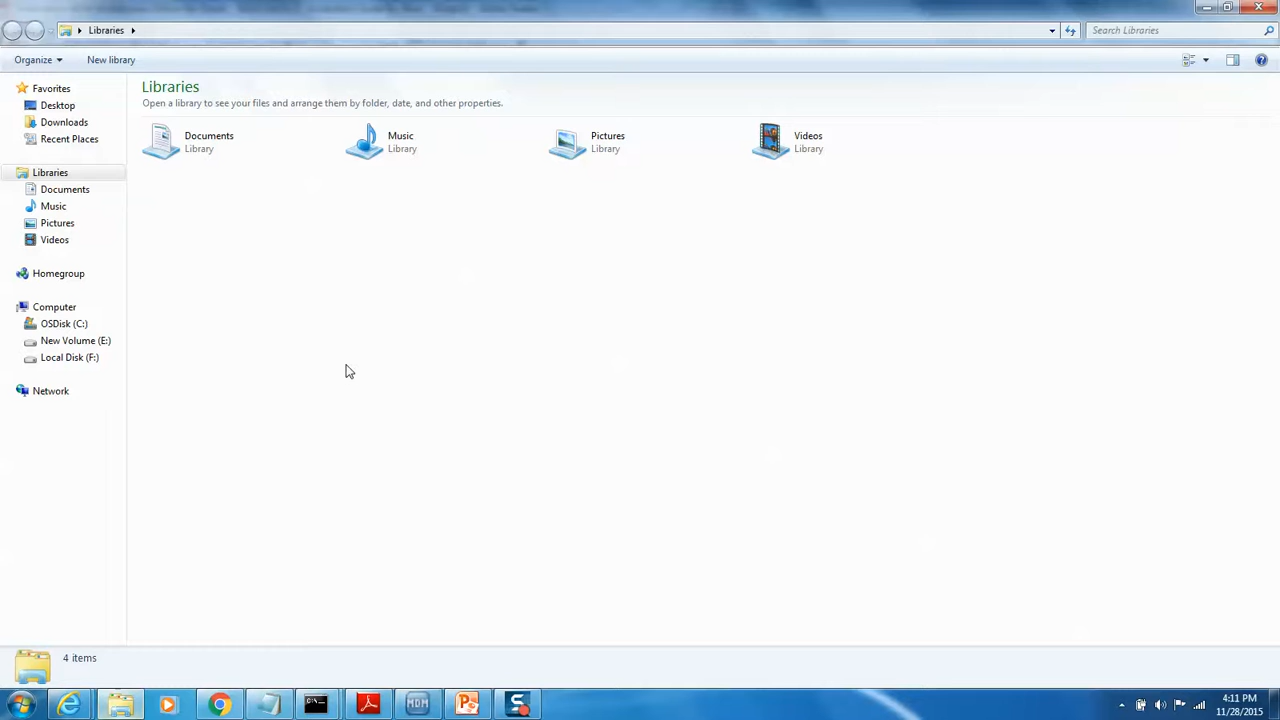 Libraries
Search Libraries
Organize
New library
Favorites
Desktop
Downloads
Recent Places
Libraries
Documents
Music
Pictures
Videos
Homegroup
Computer
OSDisk (C:)
New Volume (E:)
Local Disk (F:)
Network
Libraries
Open a library to see your files and arrange them by folder, date, and other properties.
Documents
Library
Music
Library
Pictures
Library
Videos
Library
4 items
C:\.
MDM
4:11 PM
11/28/2015